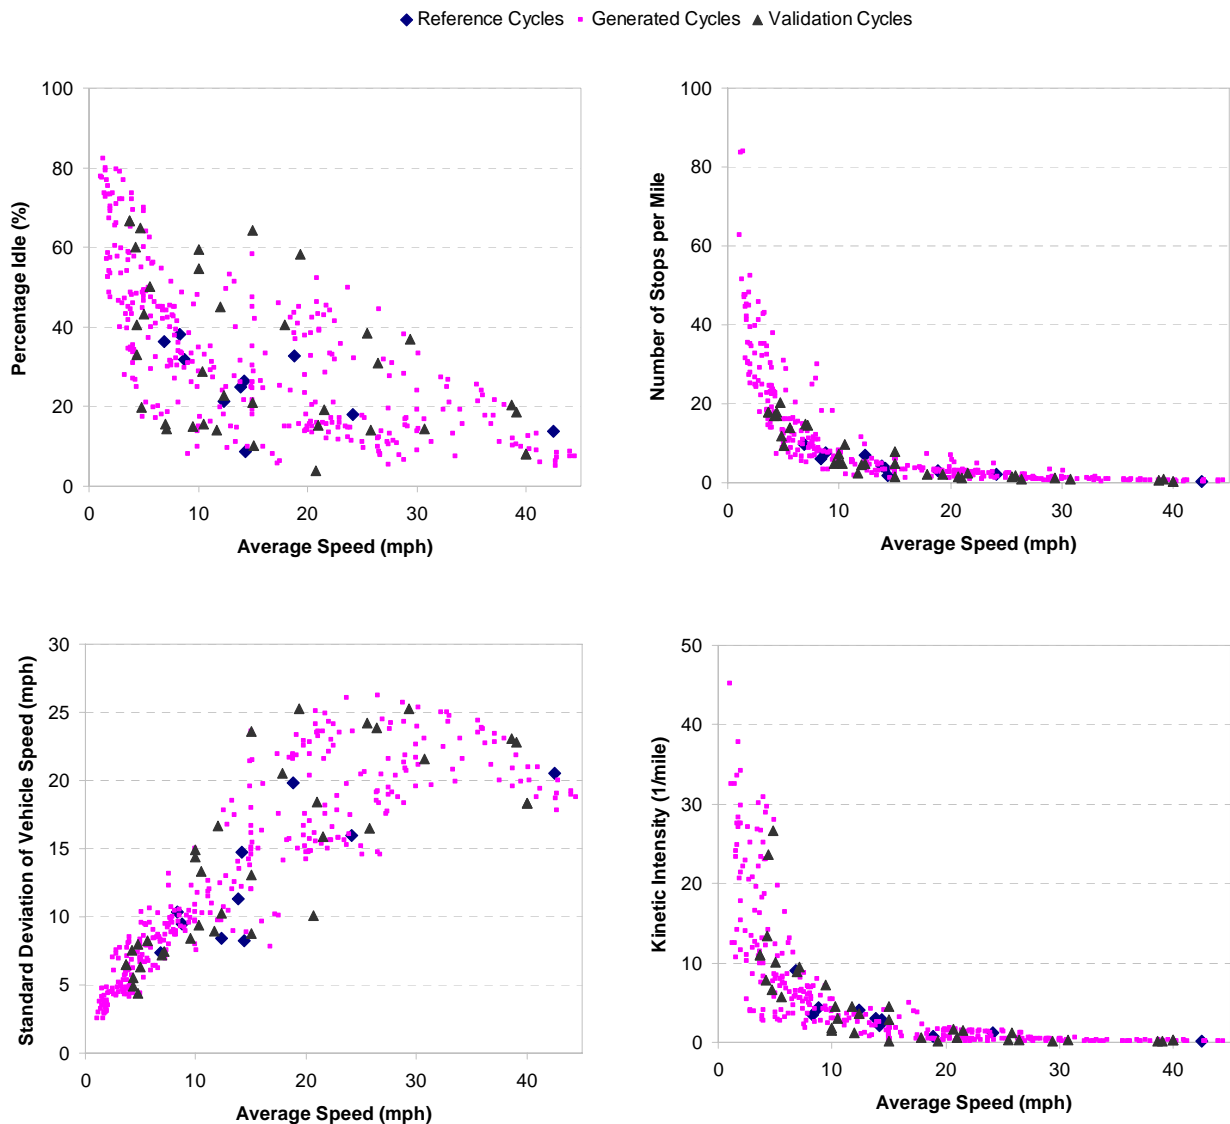 Reference Cycles Generated Cycles Validation Cycles
100
80
60
40
20
0
Percentage Idle (%)
0 10 20 30 40
Average Speed (mph)
100
80
60
40
20
0
Number of Stops per Mile
0 10 20 30 40
Average Speed (mph)
30
25
20
15
10
5
0
Standard Deviation of Vehicle Speed (mph)
0 10 20 30 40
Average Speed (mph)
50
40
30
20
10
0
Kinetic Intensity (1/mile)
0 10 20 30 40
Average Speed (mph)